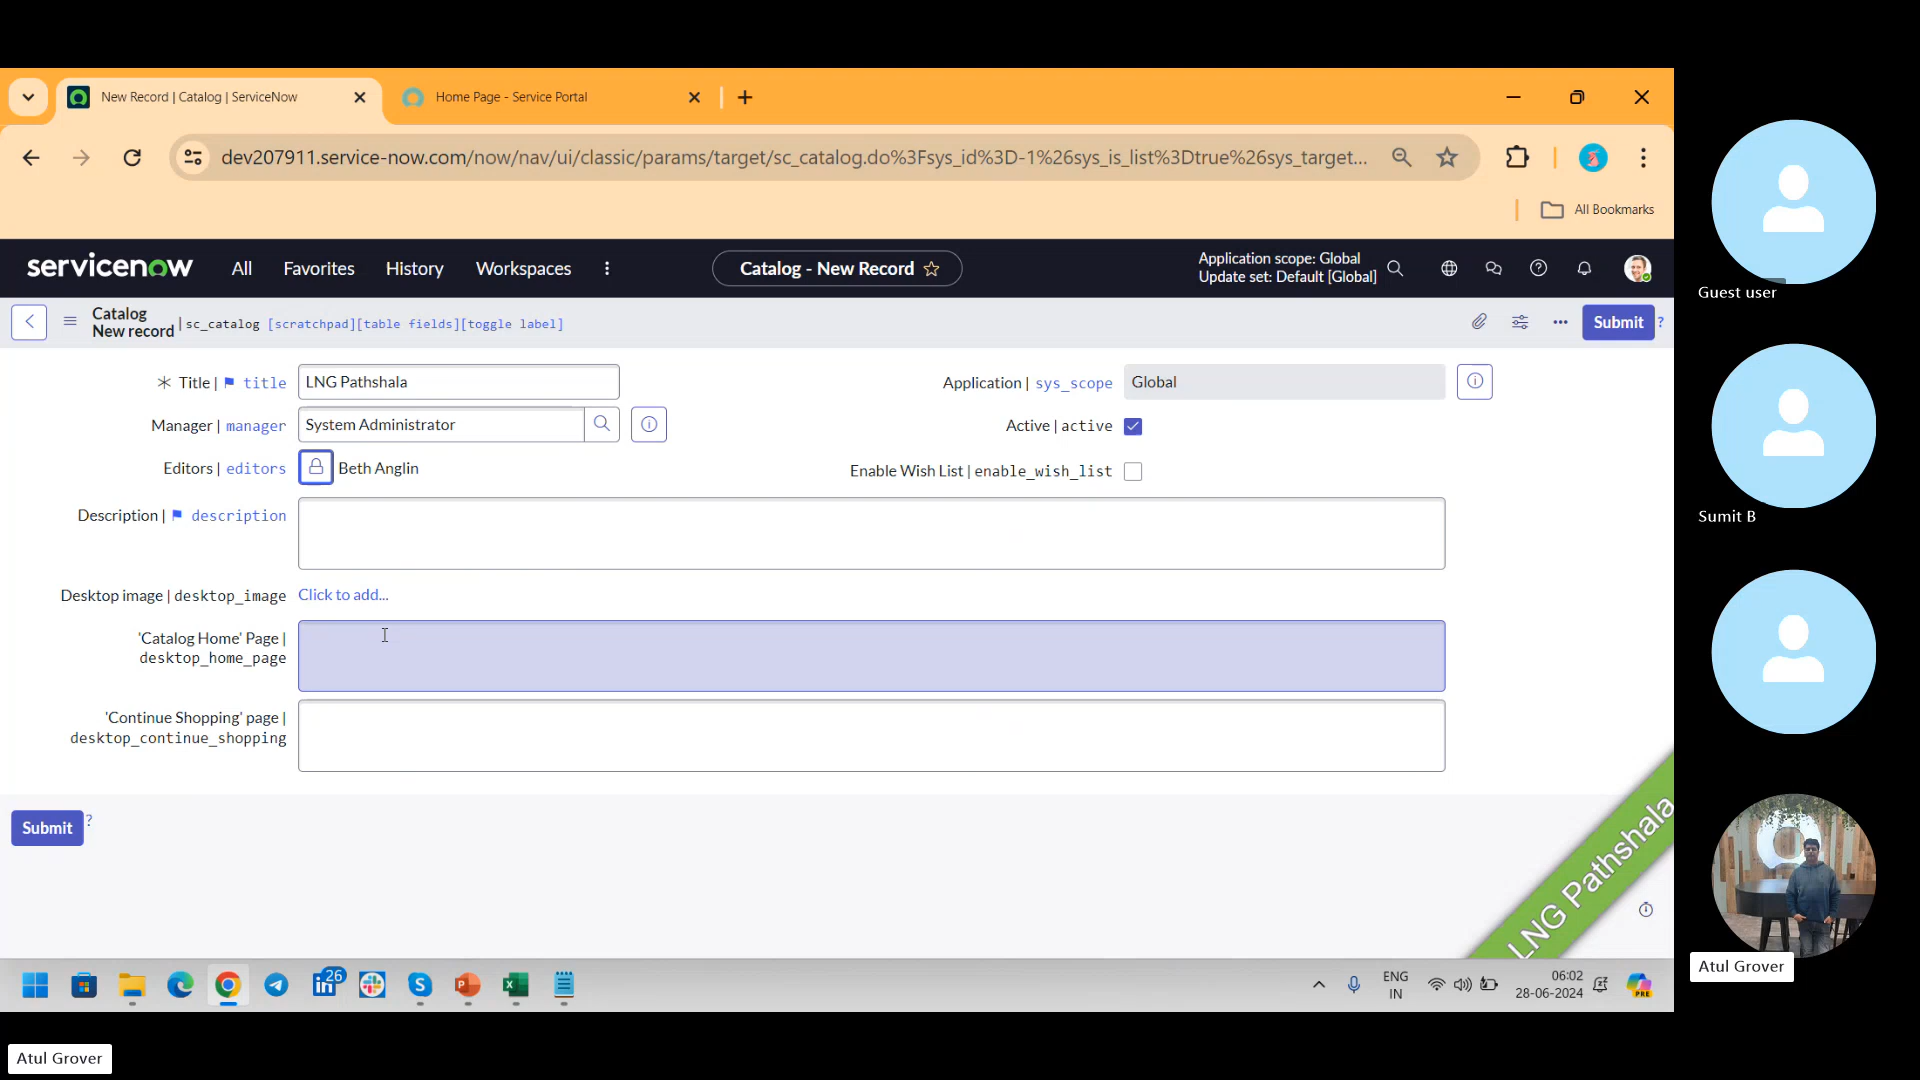 New Record | Catalog | ServiceNow
Home Page - Service Portal
dev207911.service-now.com/now/nav/ui/classic/params/target/sc_catalog.do%3Fsys_id%3D-1%26sys_is_list%3Dtrue%26sys_target...
All Bookmarks
servicenow
All
Favorites
History
Workspaces
Catalog - New Record
Application scope: Global
Update set: Default [Global]
Catalog
New record
| sc_catalog [scratchpad][table fields][toggle label]
Submit
?
Title | title
LNG Pathshala
Application | sys_scope
Global
Manager | manager
System Administrator
Active | active
Editors | editors
Beth Anglin
Enable Wish List | enable_wish_list
Description | description
Desktop image | desktop_image
Click to add...
'Catalog Home' Page |
desktop_home_page
'Continue Shopping' page |
desktop_continue_shopping
Submit
?
LNG Pathshala
26
ENG
IN
06:02
28-06-2024
PRE
Guest user
Sumit B
Atul Grover
Atul Grover